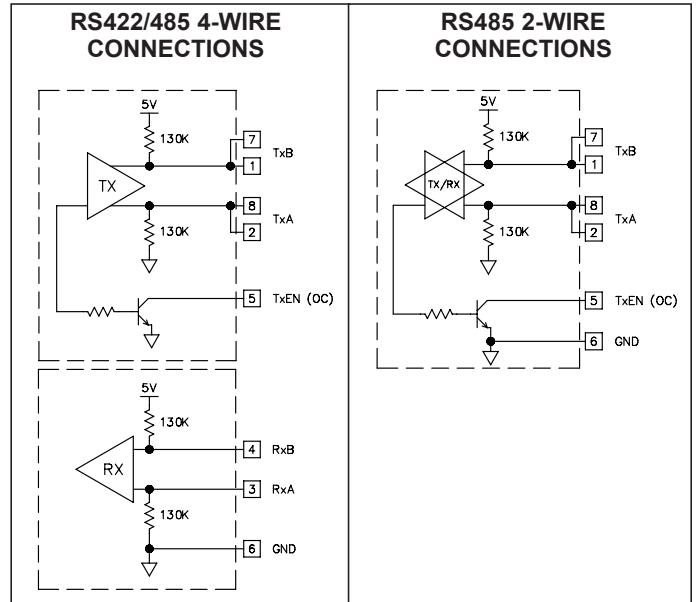 RS422/485 4-WIRE
CONNECTIONS
5V
130K
7
TxB
1
TX
8
TxA
2
130K
5 TxEN (OC)
5V
130K
4 RxB
RX
3 RxA
130K
6 GND
RS485 2-WIRE
CONNECTIONS
5V
130K
7
TxB
1
TX/RX
8
TxA
2
130K
5 TxEN (OC)
6 GND